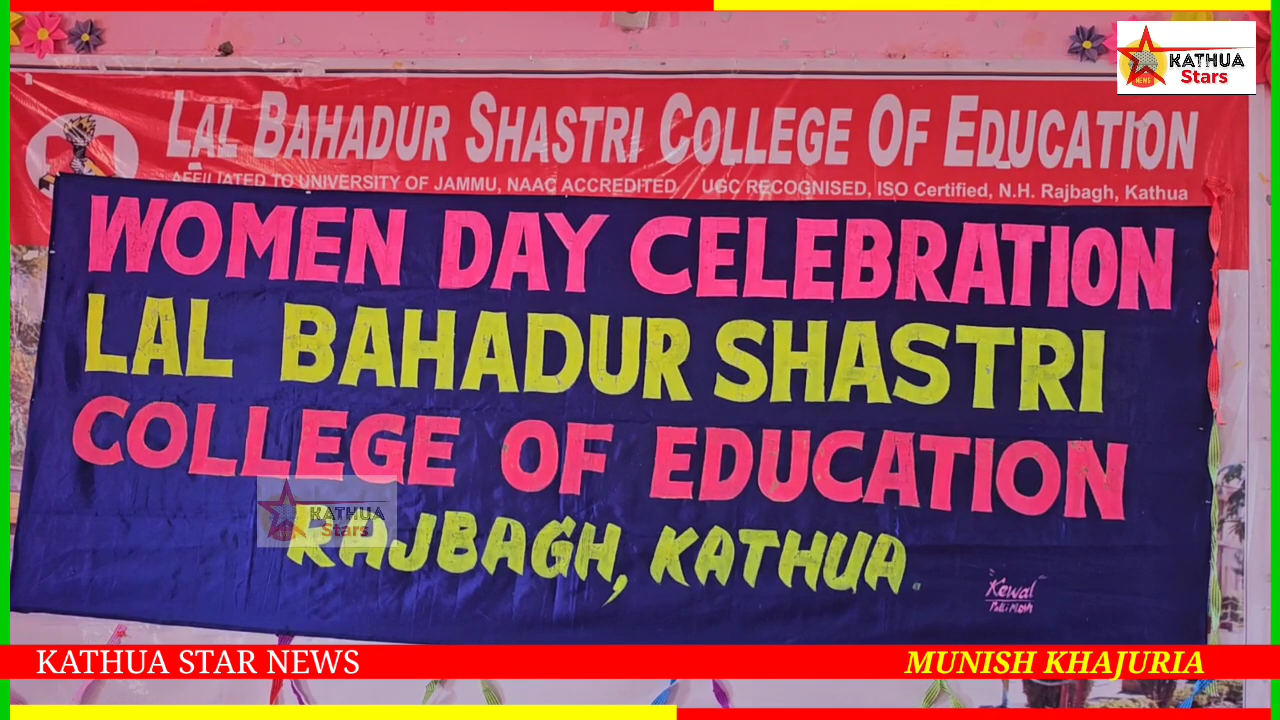 KATHUA
Stars
NEWS
LAL BAHADUR SHASTRI COLLEGE OF EDUCATION
AFFILIATED TO UNIVERSITY OF JAMMU, NAAC ACCREDITED UGC RECOGNISED, ISO Certified, N.H. Rajbagh, Kathua
WOMEN DAY CELEBRATION
LAL BAHADUR SHASTRI
COLLEGE OF EDUCATION
KATHUA
Stars
RAJBAGH, KATHUA.
"Kewal"
KATHUA STAR NEWS
MUNISH KHAJURIA